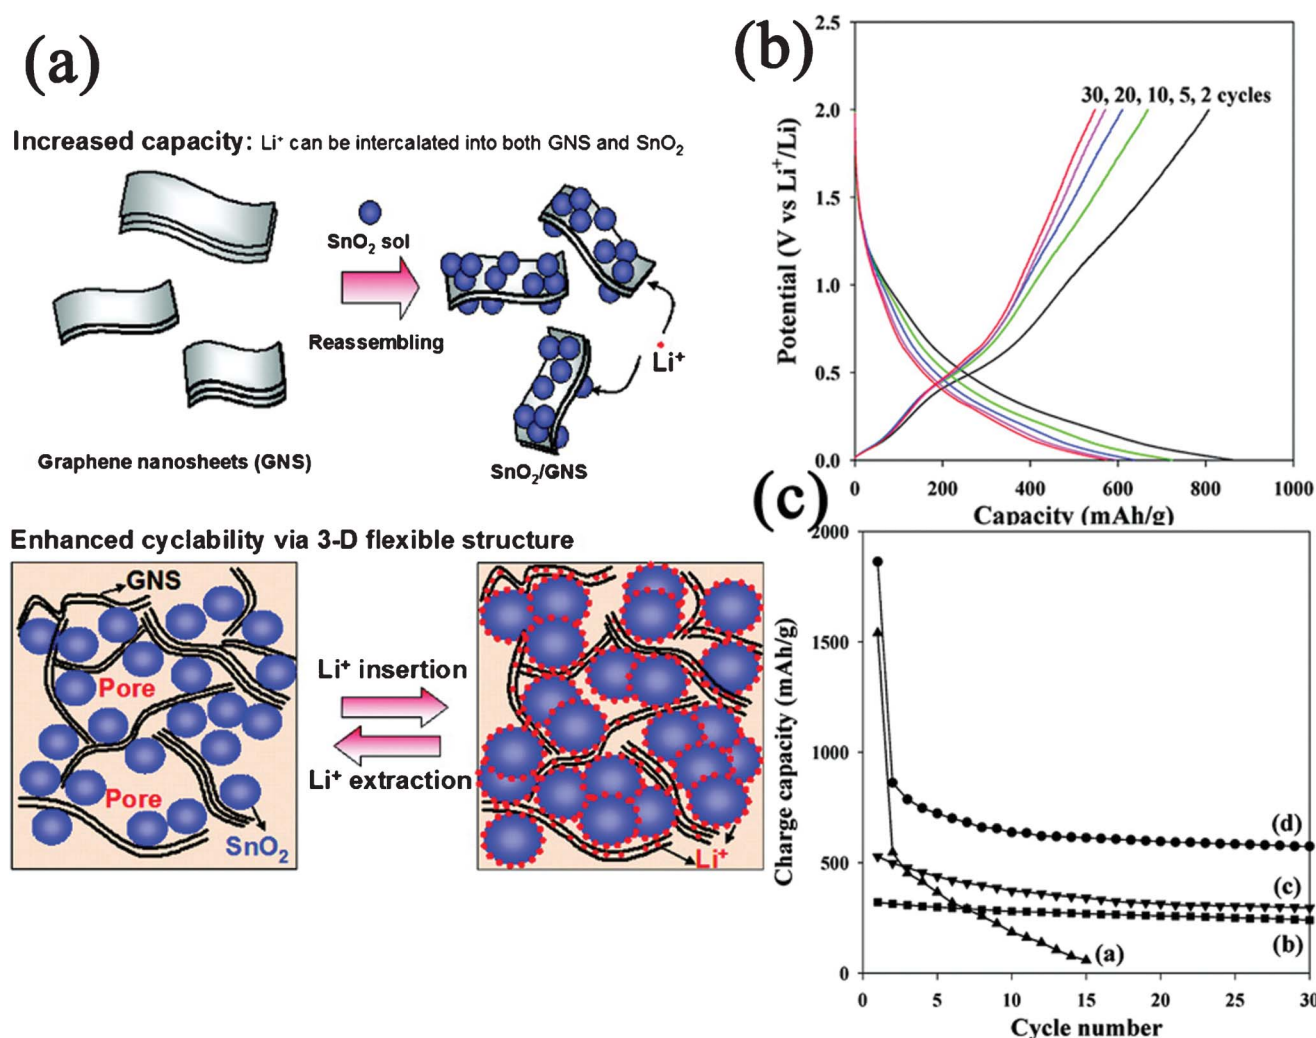 (a)
Increased capacity: Li⁺ can be intercalated into both GNS and SnO₂
SnO₂ sol
Reassembling
Li⁺
Graphene nanosheets (GNS)
SnO₂/GNS
Enhanced cyclability via 3-D flexible structure
GNS
Pore
Pore
SnO₂
Li⁺ insertion
Li⁺ extraction
Li⁺
(b)
2.5
2.0
1.5
1.0
0.5
0.0
Potential (V vs Li⁺/Li)
30, 20, 10, 5, 2 cycles
0 200 400 600 800 1000
Capacity (mAh/g)
(c)
2000
1500
1000
500
0
Charge capacity (mAh/g)
(d)
(c)
(b)
(a)
0 5 10 15 20 25 30
Cycle number